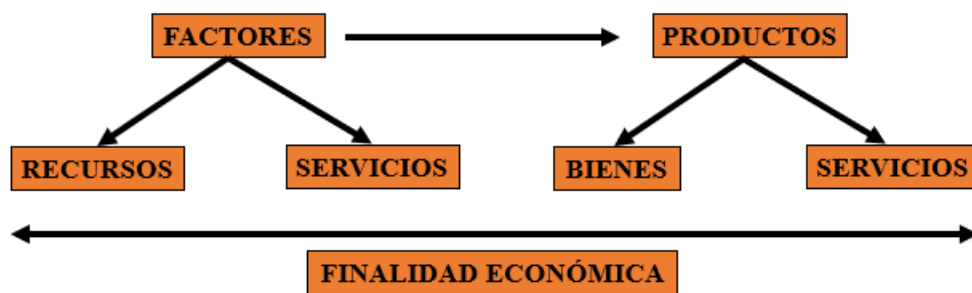 FACTORES
PRODUCTOS
RECURSOS
SERVICIOS
BIENES
SERVICIOS
FINALIDAD ECONÓMICA